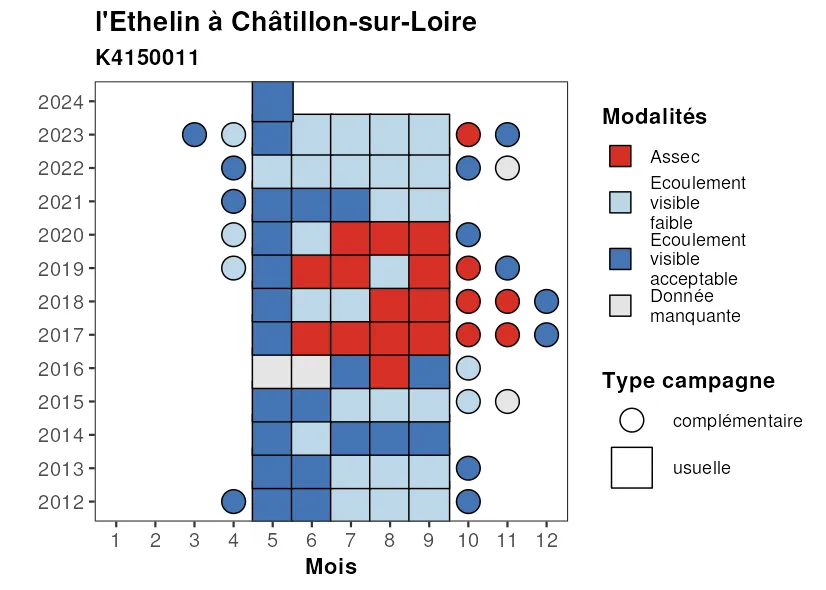 l'Ethelin à Châtillon-sur-Loire
K4150011
2024
2023
2022
2021
2020
2019
2018
2017
2016
2015
2014
2013
2012
1 2 3 4 5 6 7 8 9 10 11 12
Mois
Modalités
Assec
Ecoulement
visible
faible
Ecoulement
visible
acceptable
Donnée
manquante
Type campagne
complémentaire
usuelle